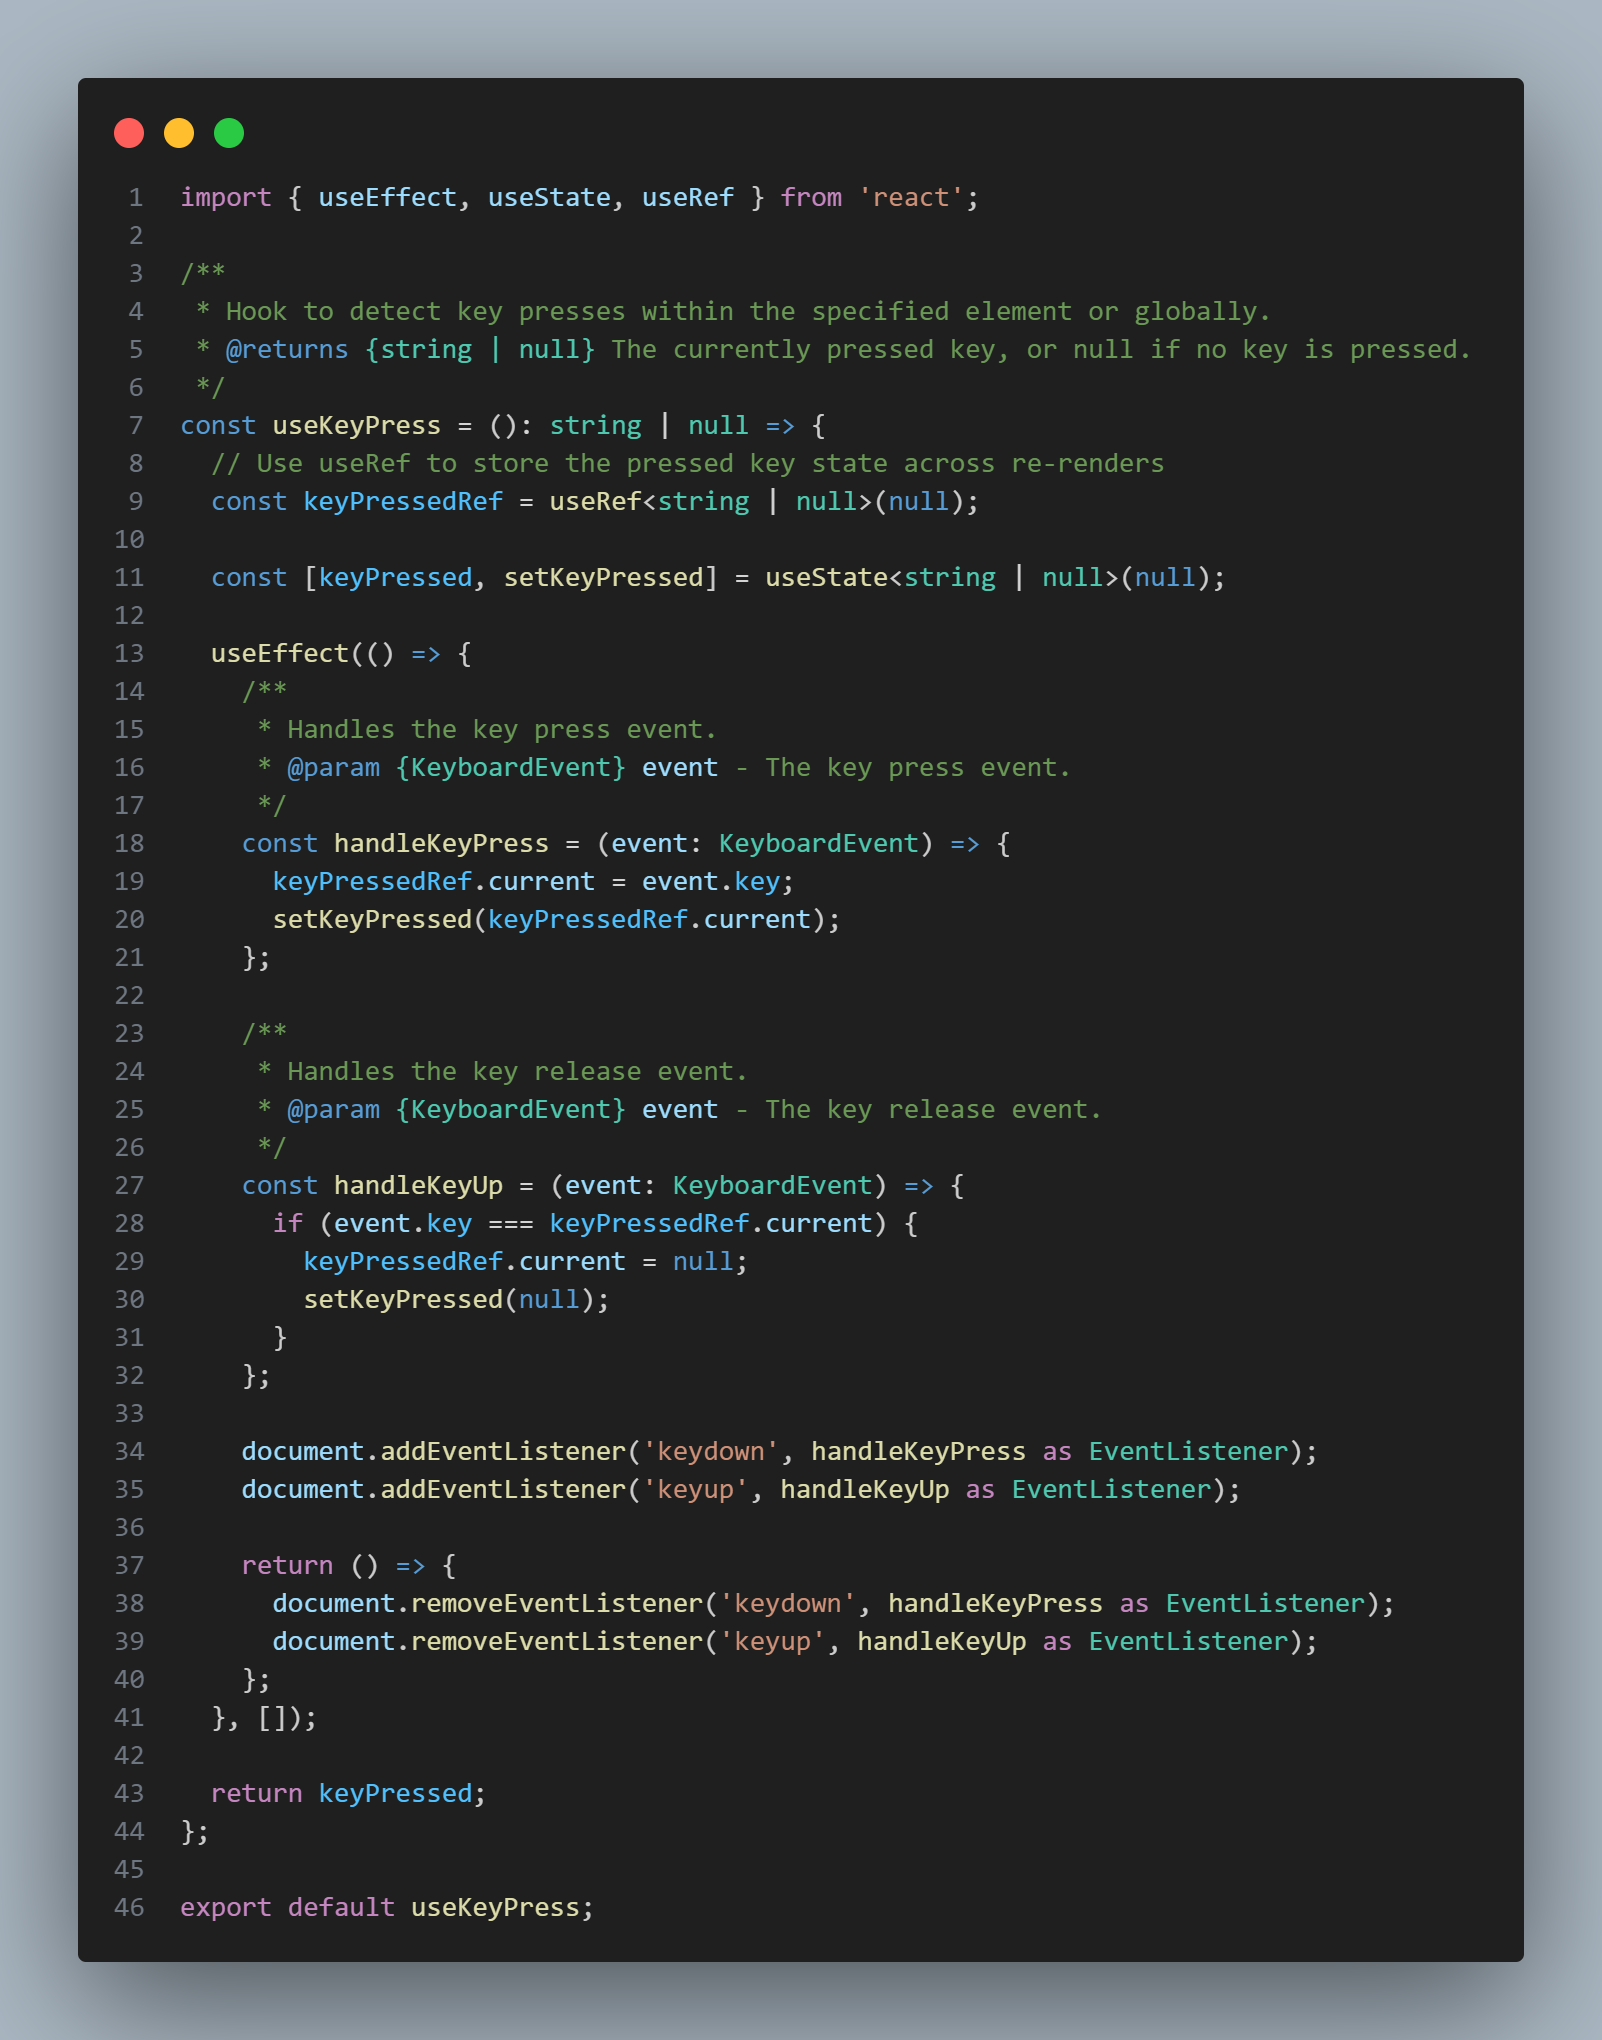 1 import { useEffect, useState, useRef } from 'react';
2
3 /**
4  * Hook to detect key presses within the specified element or globally.
5  * @returns {string | null} The currently pressed key, or null if no key is pressed.
6  */
7 const useKeyPress = (): string | null => {
8   // Use useRef to store the pressed key state across re-renders
9   const keyPressedRef = useRef<string | null>(null);
10
11   const [keyPressed, setKeyPressed] = useState<string | null>(null);
12
13   useEffect(() => {
14     /**
15      * Handles the key press event.
16      * @param {KeyboardEvent} event - The key press event.
17      */
18     const handleKeyPress = (event: KeyboardEvent) => {
19       keyPressedRef.current = event.key;
20       setKeyPressed(keyPressedRef.current);
21     };
22
23     /**
24      * Handles the key release event.
25      * @param {KeyboardEvent} event - The key release event.
26      */
27     const handleKeyUp = (event: KeyboardEvent) => {
28       if (event.key === keyPressedRef.current) {
29         keyPressedRef.current = null;
30         setKeyPressed(null);
31       }
32     };
33
34     document.addEventListener('keydown', handleKeyPress as EventListener);
35     document.addEventListener('keyup', handleKeyUp as EventListener);
36
37     return () => {
38       document.removeEventListener('keydown', handleKeyPress as EventListener);
39       document.removeEventListener('keyup', handleKeyUp as EventListener);
40     };
41   }, []);
42
43   return keyPressed;
44 };
45
46 export default useKeyPress;